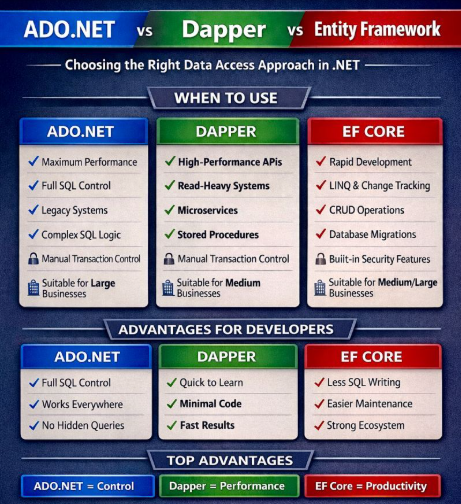 ADO.NET vs Dapper vs Entity Framework
Choosing the Right Data Access Approach in .NET
WHEN TO USE
ADO.NET
Maximum Performance
Full SQL Control
Legacy Systems
Complex SQL Logic
Manual Transaction Control
Suitable for Large
Businesses
DAPPER
High-Performance APIs
Read-Heavy Systems
Microservices
Stored Procedures
Manual Transaction Control
Suitable for Medium
Businesses
EF CORE
Rapid Development
LINQ & Change Tracking
CRUD Operations
Database Migrations
Built-in Security Features
Suitable for Medium/Large
Businesses
ADVANTAGES FOR DEVELOPERS
ADO.NET
Full SQL Control
Works Everywhere
No Hidden Queries
DAPPER
Quick to Learn
Minimal Code
Fast Results
EF CORE
Less SQL Writing
Easier Maintenance
Strong Ecosystem
TOP ADVANTAGES
ADO.NET = Control
Dapper = Performance
EF Core = Productivity